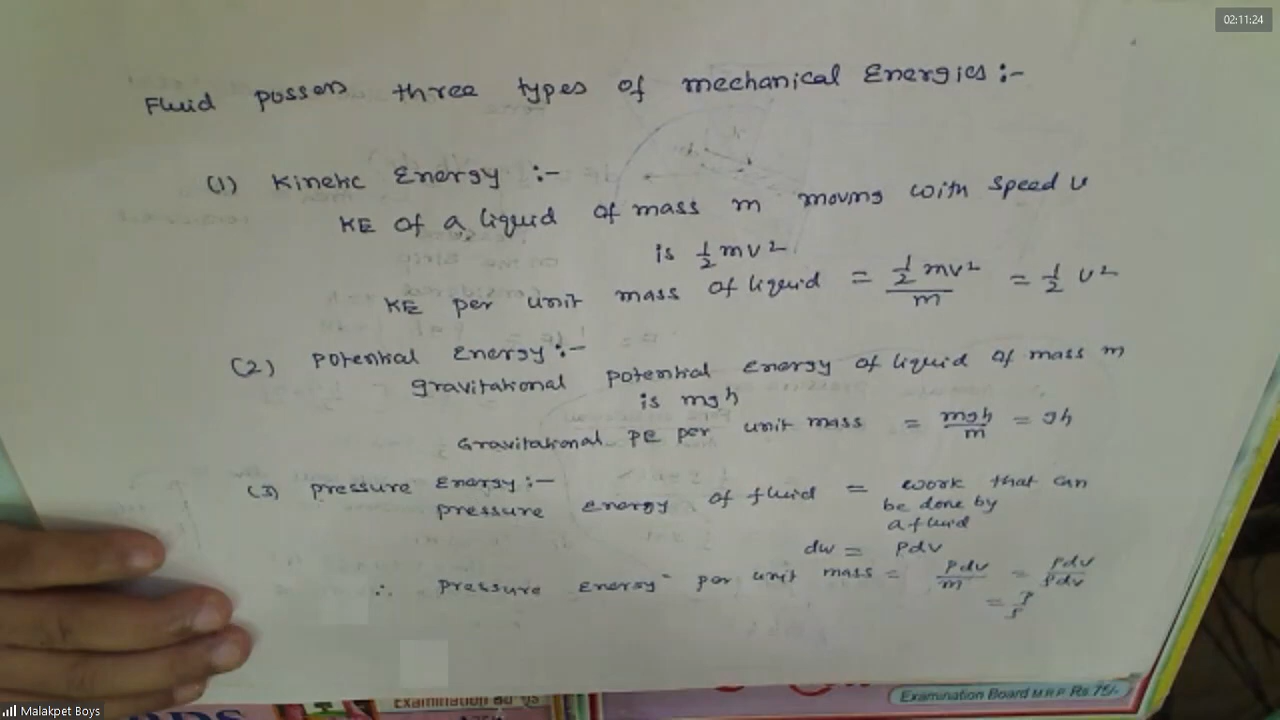 02:11:24
Fluid possess three types of mechanical Energies :-
(1) Kinetic Energy :-
KE of a liquid of mass m moving with speed v
is ½ mv²
KE per unit mass of liquid = ½ mv² / m = ½ v²
(2) Potential Energy :-
gravitational potential energy of liquid of mass m
is mgh
Gravitational PE per unit mass = mgh / m = gh
(3) pressure Energy :-
pressure energy of fluid = work that can
be done by
a fluid
dw = Pdv
∴ pressure Energy per unit mass = Pdv / m = Pdv / ρdv
= P / ρ
Examination Board M.R.P Rs 75/-
Malakpet Boys